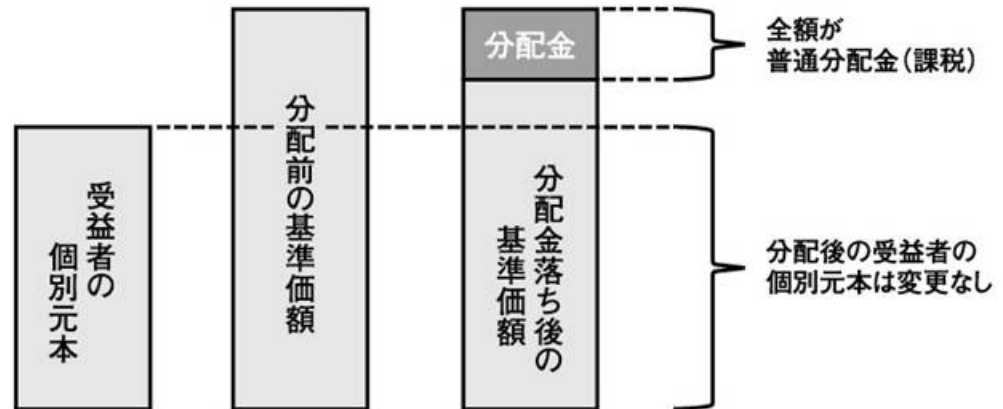 受益者の
個別元本
分配前の基準価額
分配金
分配金落ち後の
基準価額
全額が
普通分配金(課税)
分配後の受益者の
個別元本は変更なし